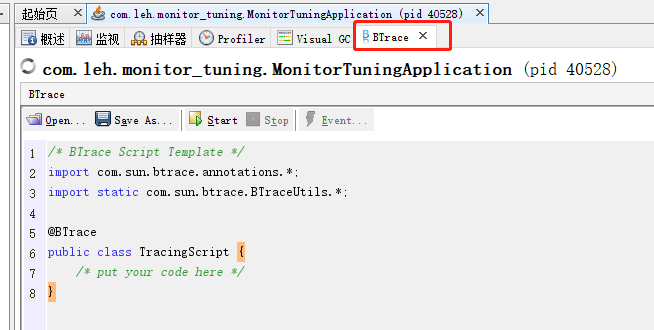 起始页 com.leh.monitor_tuning.MonitorTuningApplication (pid 40528)
概述 监视 抽样器 Profiler Visual GC BTrace
com.leh.monitor_tuning.MonitorTuningApplication (pid 40528)
BTrace
Open... Save As... Start Stop Event...
1 /* BTrace Script Template */
2 import com.sun.btrace.annotations.*;
3 import static com.sun.btrace.BTraceUtils.*;
4
5 @BTrace
6 public class TracingScript {
7 /* put your code here */
8 }